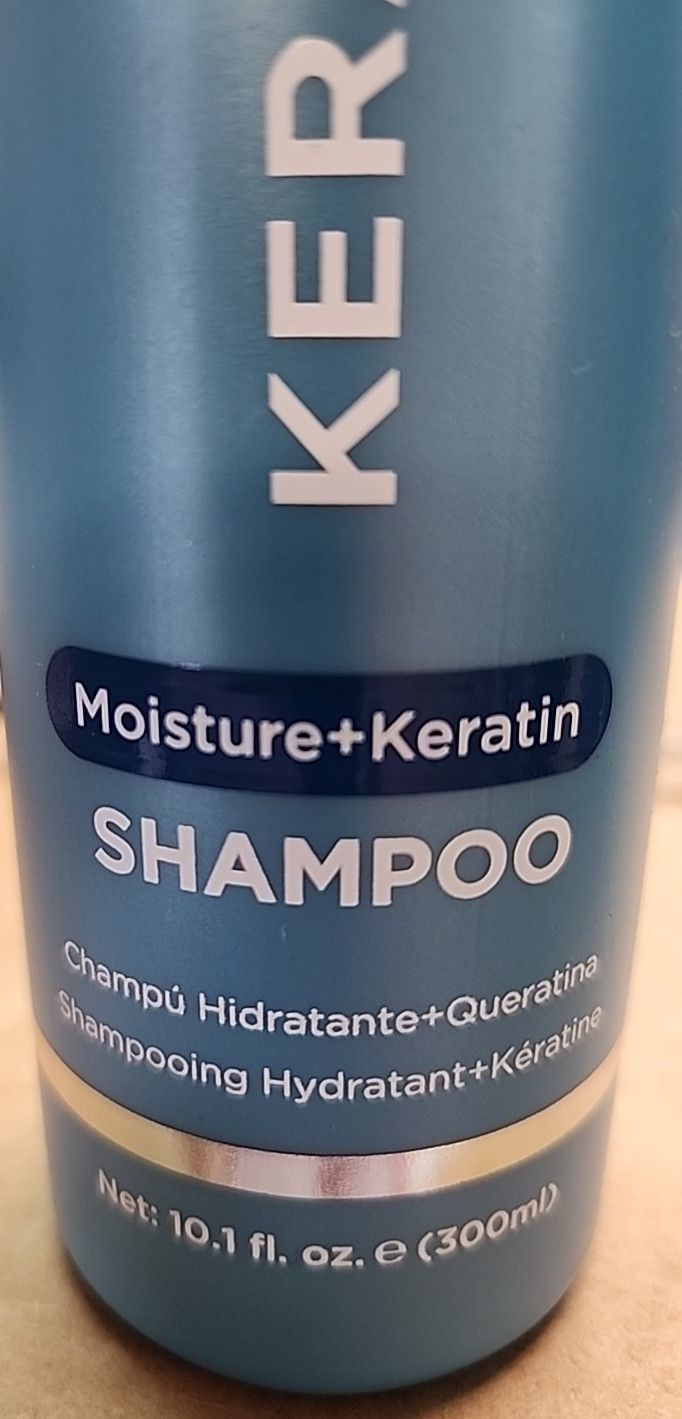 KER
Moisture+Keratin
SHAMPOO
Champú Hidratante+Queratina
Shampooing Hydratant+Kératine
Net: 10.1 fl. oz. ℮ (300ml)